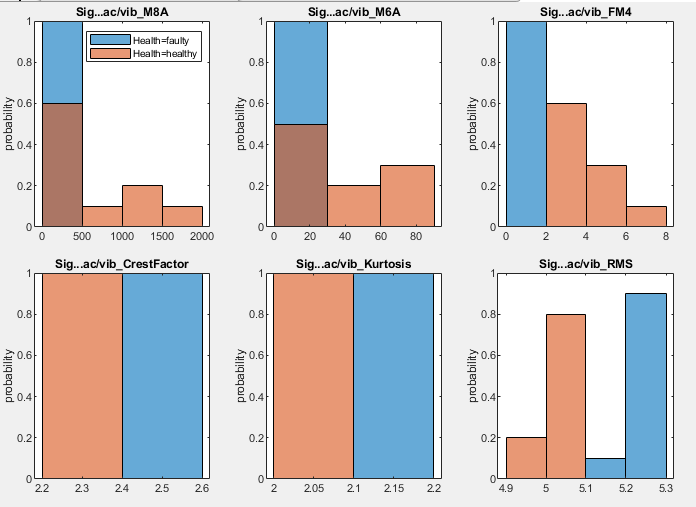 Sig...ac/vib_M8A
Sig...ac/vib_M6A
Sig...ac/vib_FM4
Health=faulty
Health=healthy
probability
1
0.8
0.6
0.4
0.2
0
0 500 1000 1500 2000
probability
1
0.8
0.6
0.4
0.2
0
0 20 40 60 80
probability
1
0.8
0.6
0.4
0.2
0
0 2 4 6 8
Sig...ac/vib_CrestFactor
Sig...ac/vib_Kurtosis
Sig...ac/vib_RMS
probability
1
0.8
0.6
0.4
0.2
0
2.2 2.3 2.4 2.5 2.6
probability
1
0.8
0.6
0.4
0.2
0
2 2.05 2.1 2.15 2.2
probability
1
0.8
0.6
0.4
0.2
0
4.9 5 5.1 5.2 5.3